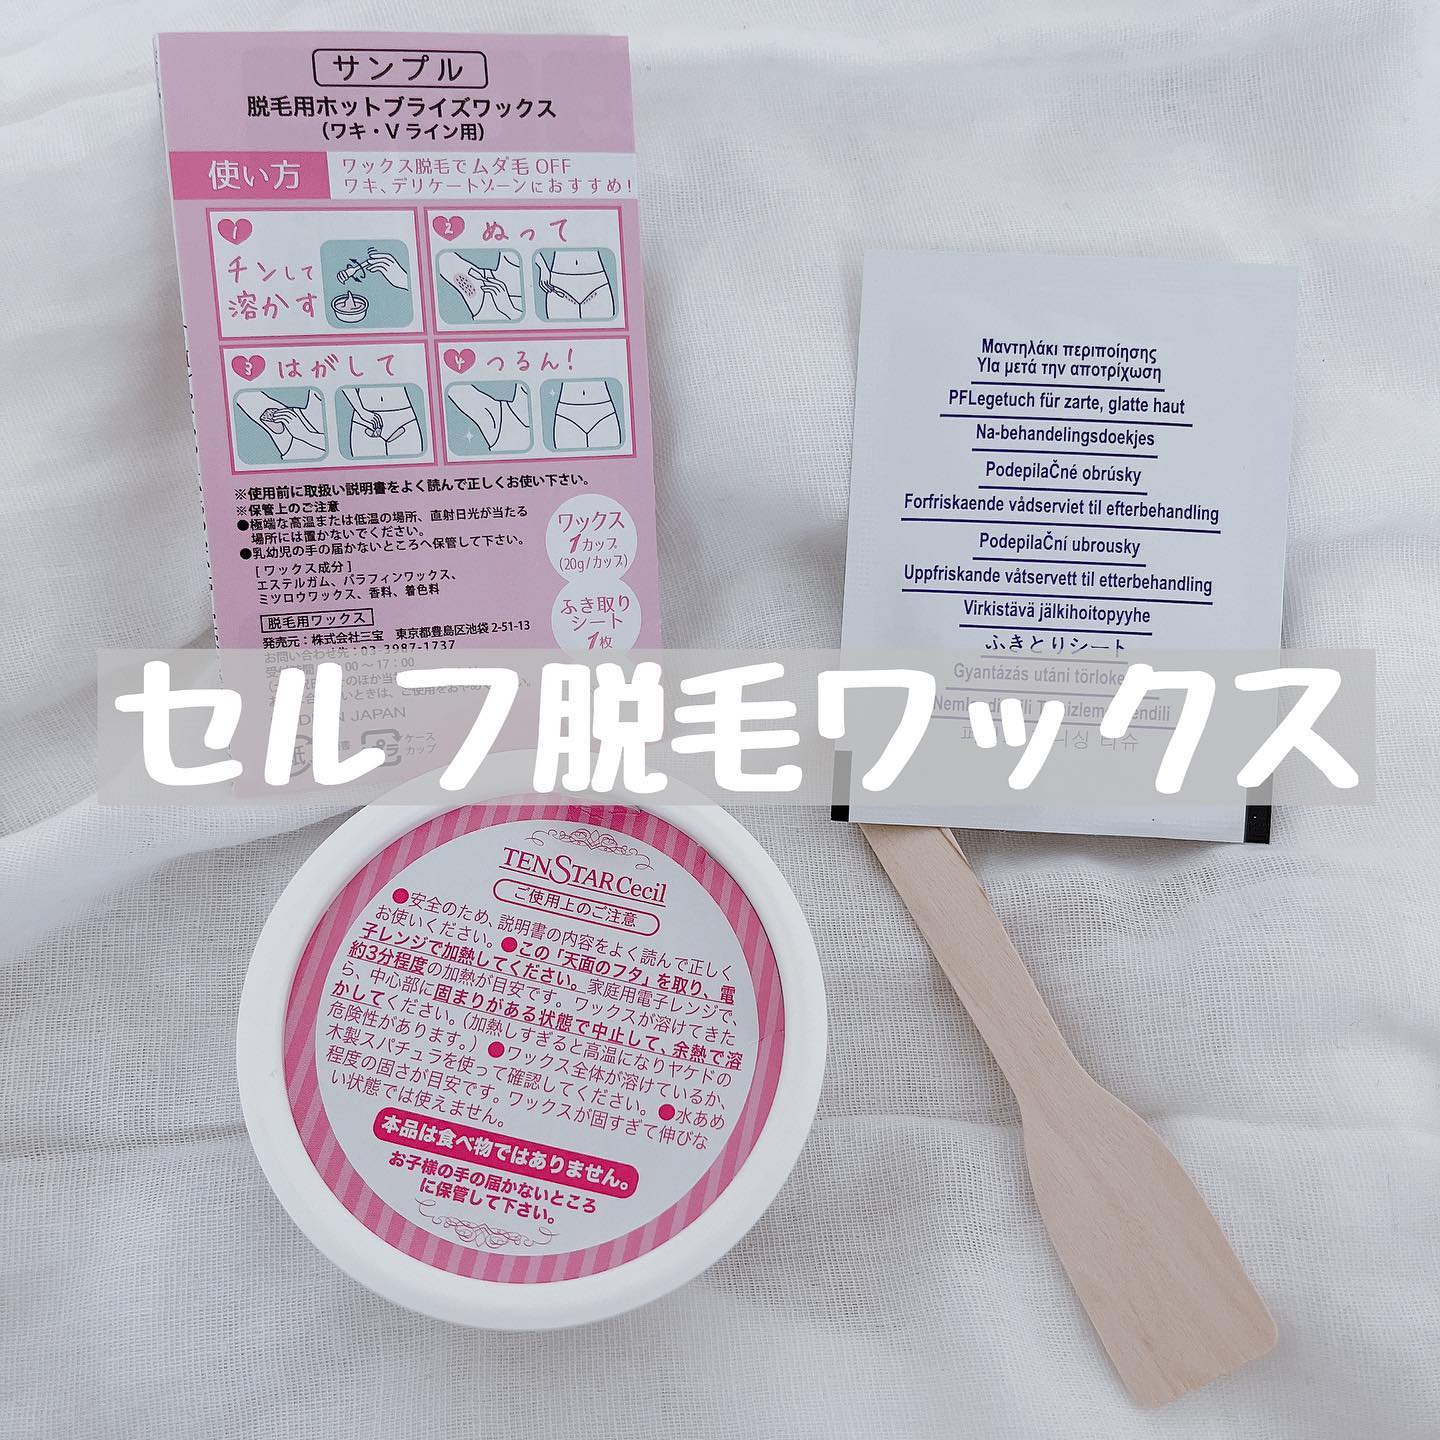 サンプル
脱毛用ホットブライズワックス
(ワキ・Vライン用)
使い方
ワックス脱毛でムダ毛OFF
ワキ、デリケートゾーンにおすすめ!
1
チンして
溶かす
2 ぬって
3 はがして
4 つるん!
※使用前に取扱い説明書をよく読んで正しくお使い下さい。
※保管上のご注意
●極端な高温または低温の場所、直射日光が当たる
場所には置かないでください。
●乳幼児の手の届かないところへ保管して下さい。
[ワックス成分]
エステルガム、パラフィンワックス、
ミツロウワックス、香料、着色料
ワックス
1カップ
(20g/カップ)
ふき取り
シート
1枚
脱毛用ワックス
発売元:株式会社三宝 東京都豊島区池袋2-51-13
お問い合わせ先:03-3987-1737
IN JAPAN
ケース
カップ
プラ
Μαντηλάκι περιποίησης
Yla μετά την αποτρίχωση
PFLegetuch für zarte, glatte haut
Na-behandelingsdoekjes
PodepilaČné obrúsky
Forfriskaende vådserviet til efterbehandling
PodepilaČní ubrousky
Uppfriskande våtservett til etterbehandling
Virkistävä jälkihoitopyyhe
ふきとりシート
Gyantázás utáni törlok
セルフ脱毛ワックス
TENSTAR Cecil
ご使用上のご注意
●安全のため、説明書の内容をよく読んで正しく
お使いください。●この「天面のフタ」を取り、電
子レンジで加熱してください。家庭用電子レンジで、
約3分程度の加熱が目安です。ワックスが溶けてきた
ら、中心部に固まりがある状態で中止して、余熱で溶
かしてください。(加熱しすぎると高温になりヤケドの
危険性があります。)●ワックス全体が溶けているか、
木製スパチュラを使って確認してください。●水あめ
程度の固さが目安です。ワックスが固すぎて伸びな
い状態では使えません。
本品は食べ物ではありません。
お子様の手の届かないところ
に保管して下さい。